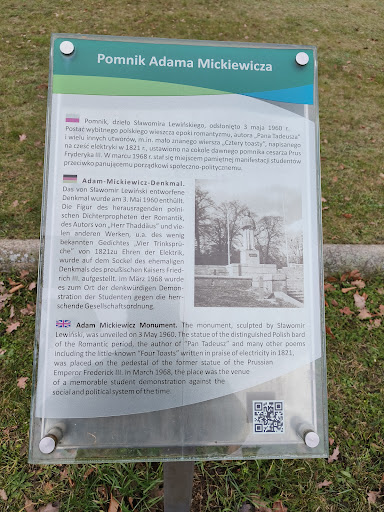 Pomnik Adama Mickiewicza
Pomnik, dzieło Sławomira Lewińskiego, odsłonięto 3 maja 1960 r.
Postać wybitnego polskiego wieszcza epoki romantyzmu, autora „Pana Tadeusza”
i wielu innych utworów, m.in. mało znanego wiersza „Cztery toasty”, napisanego
na cześć elektryki w 1821 r., ustawiono na cokole dawnego pomnika cesarza Prus
Fryderyka III. W marcu 1968 r. stał się miejscem pamiętnej manifestacji studentów
przeciwko panującemu porządkowi społeczno-politycznemu.
Adam-Mickiewicz-Denkmal.
Das von Sławomir Lewiński entworfene
Denkmal wurde am 3. Mai 1960 enthüllt.
Die Figur des herausragenden polni-
schen Dichterpropheten der Romantik,
des Autors von „Herr Thaddäus” und vie-
len anderen Werken, u.a. des wenig
bekannten Gedichtes „Vier Trinksprü-
che” von 1821zu Ehren der Elektrik,
wurde auf dem Sockel des ehemaligen
Denkmals des preußischen Kaisers Fried-
rich III. aufgestellt. im März 1968 wurde
es zum Ort der denkwürdigen Demon-
stration der Studenten gegen die herr-
schende Gesellschaftsordnung.
Adam Mickiewicz Monument. The monument, sculpted by Sławomir
Lewiński, was unveiled on 3 May 1960. The statue of the distinguished Polish bard
of the Romantic period, the author of "Pan Tadeusz" and many other poems
including the little-known "Four Toasts" written in praise of electricity in 1821,
was placed on the pedestal of the former statue of the Prussian
Emperor Frederick III. In March 1968, the place was the venue
of a memorable student demonstration against the
social and political system of the time.